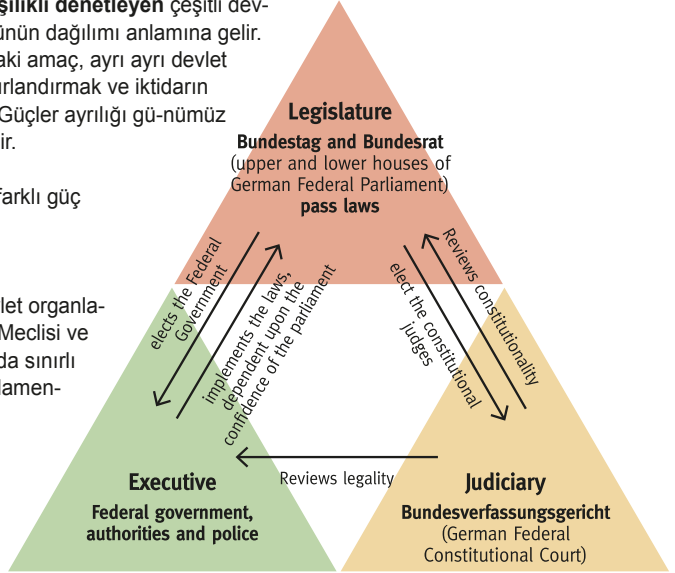 şılıklı denetleyen çeşitli dev-
ünün dağılımı anlamına gelir.
aki amaç, ayrı ayrı devlet
ırlandırmak ve iktidarın
Güçler ayrılığı gü-nümüz
ir.
farklı güç
let organla-
Meclisi ve
da sınırlı
lamen-
Legislature
Bundestag and Bundesrat
(upper and lower houses of
German Federal Parliament)
pass laws
elects the Federal
Government
implements the laws,
dependent upon the
confidence of the parliament
elect the constitutional
judges
Reviews constitutionality
Executive
Federal government,
authorities and police
Reviews legality
Judiciary
Bundesverfassungsgericht
(German Federal
Constitutional Court)